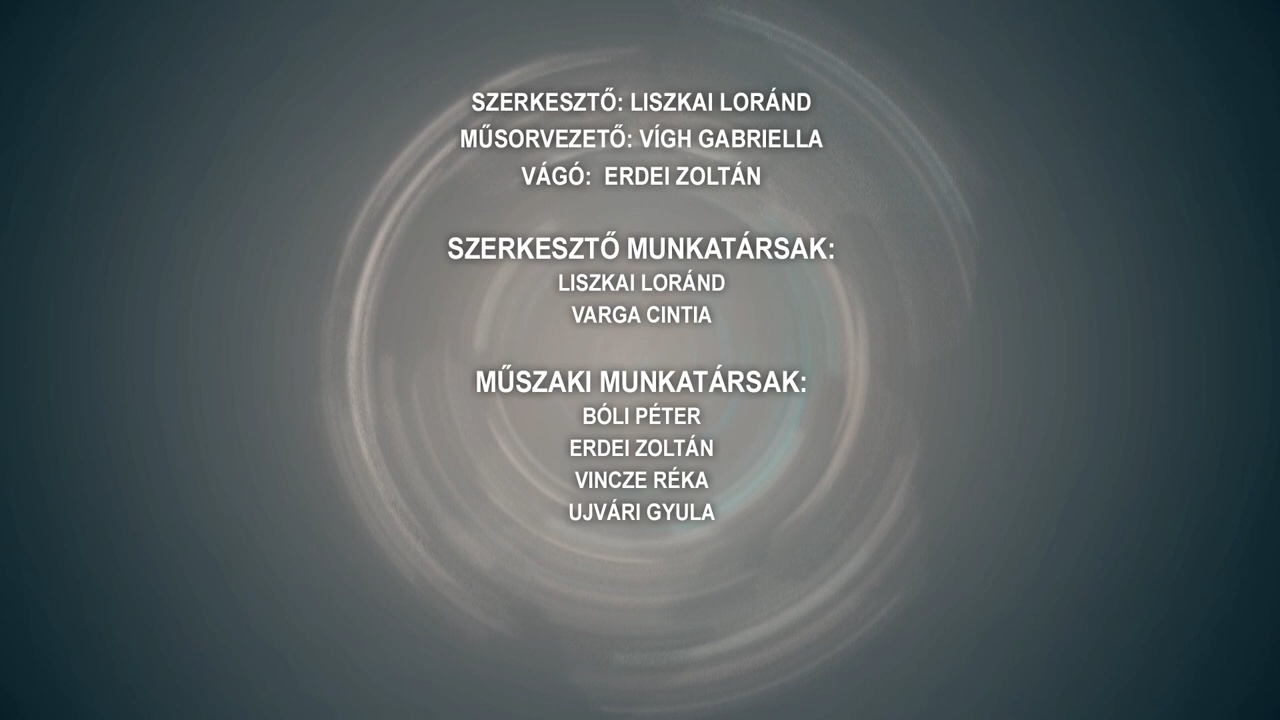 SZERKESZTŐ: LISZKAI LORÁND
MŰSORVEZETŐ: VÍGH GABRIELLA
VÁGÓ: ERDEI ZOLTÁN
SZERKESZTŐ MUNKATÁRSAK:
LISZKAI LORÁND
VARGA CINTIA
MŰSZAKI MUNKATÁRSAK:
BÓLI PÉTER
ERDEI ZOLTÁN
VINCZE RÉKA
UJVÁRI GYULA